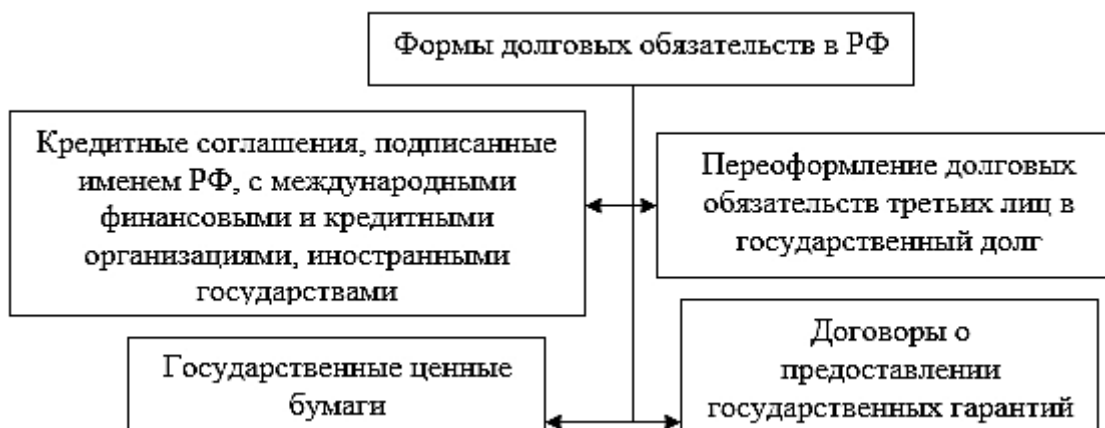 Формы долговых обязательств в РФ
Кредитные соглашения, подписанные
именем РФ, с международными
финансовыми и кредитными
организациями, иностранными
государствами
Переоформление долговых
обязательств третьих лиц в
государственный долг
Государственные ценные
бумаги
Договоры о
предоставлении
государственных гарантий